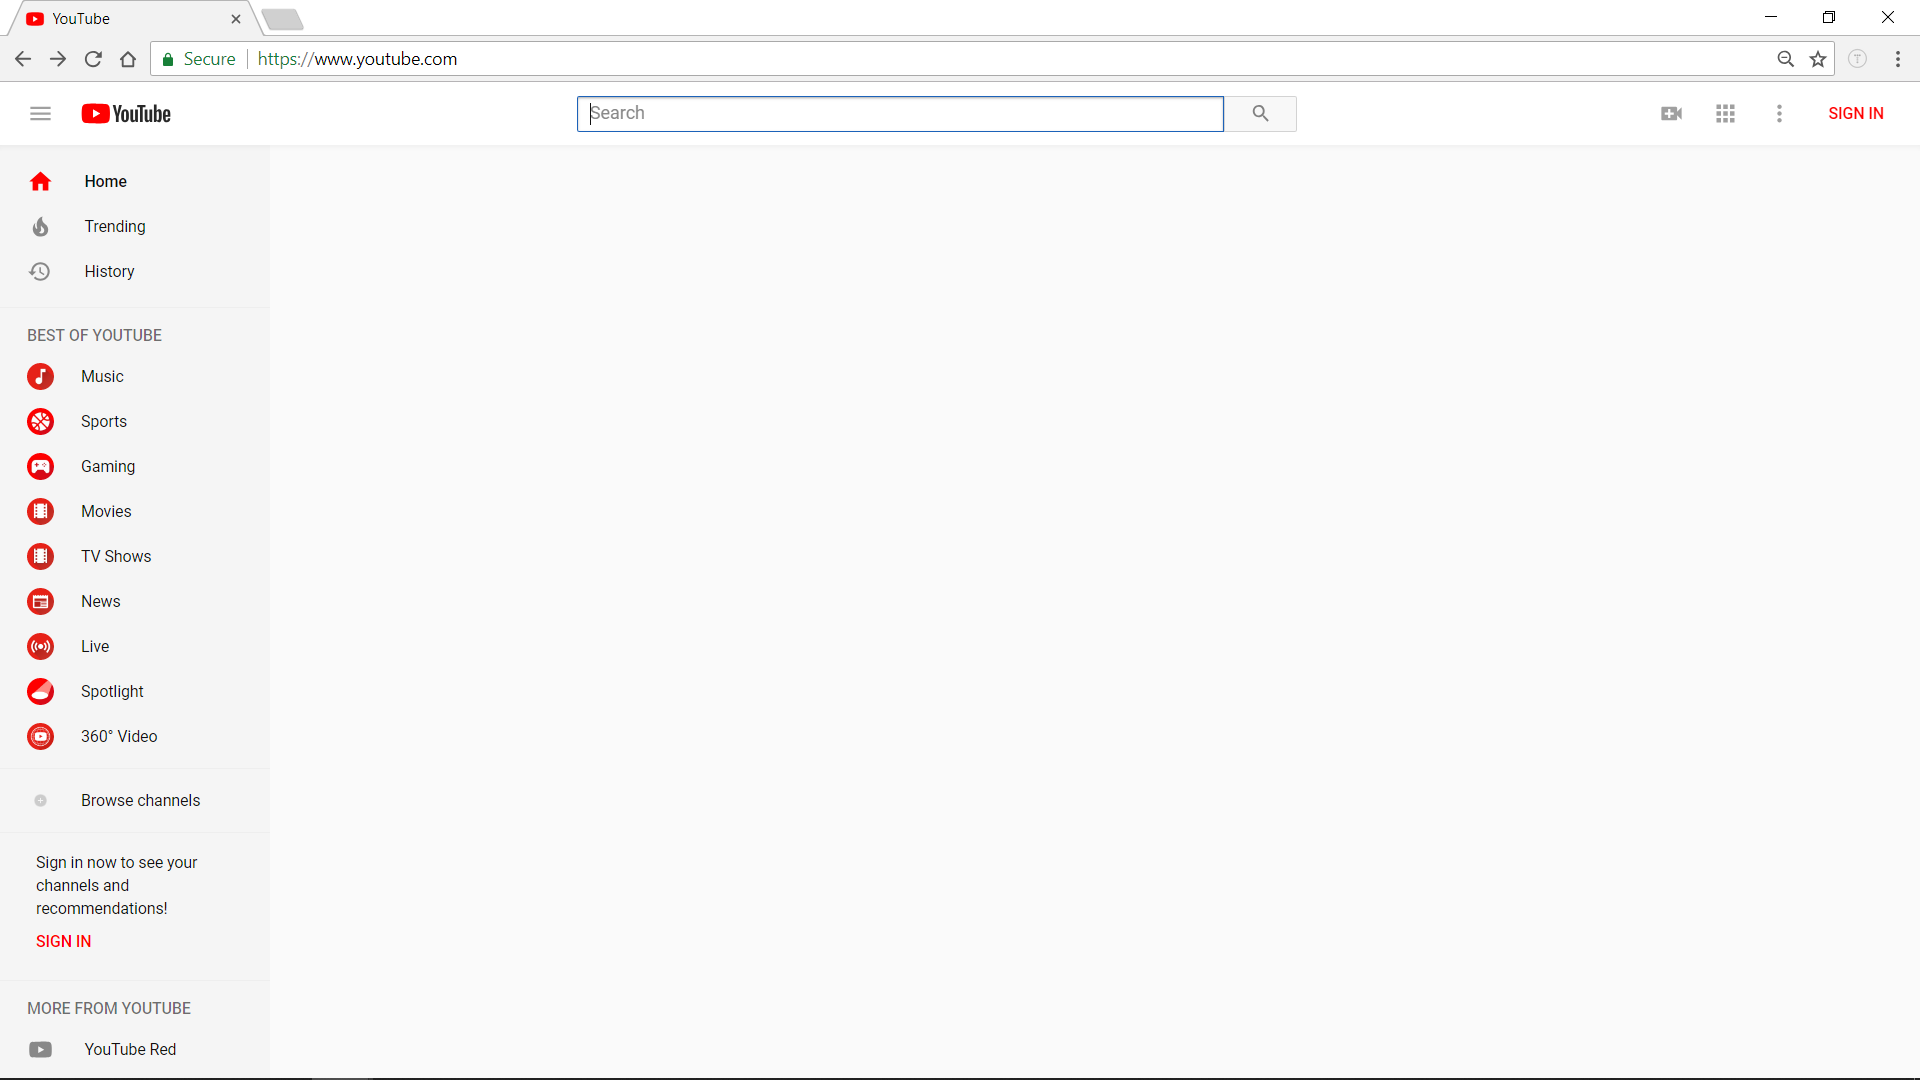 YouTube
Secure
https://www.youtube.com
T
YouTube
Search
SIGN IN
Home
Trending
History
BEST OF YOUTUBE
Music
Sports
Gaming
Movies
TV Shows
News
Live
Spotlight
360° Video
Browse channels
Sign in now to see your
channels and
recommendations!
SIGN IN
MORE FROM YOUTUBE
YouTube Red